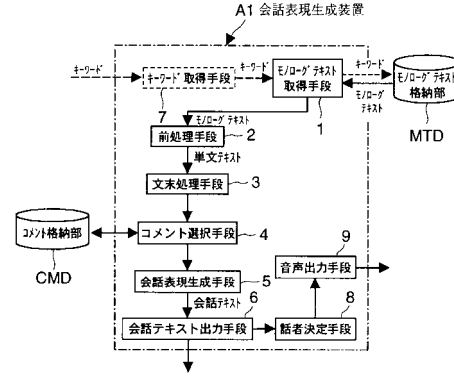 A1 会話表現生成装置
キーワード
キーワード取得手段
7
キーワード
モノローグテキスト
取得手段
1
キーワード
モノローグ
テキスト
モノローグテキスト
格納部
MTD
モノローグテキスト
前処理手段
2
単文テキスト
文末処理手段
3
コメント格納部
CMD
コメント選択手段
4
会話表現生成手段
5
会話テキスト
会話テキスト出力手段
6
音声出力手段
9
話者決定手段
8